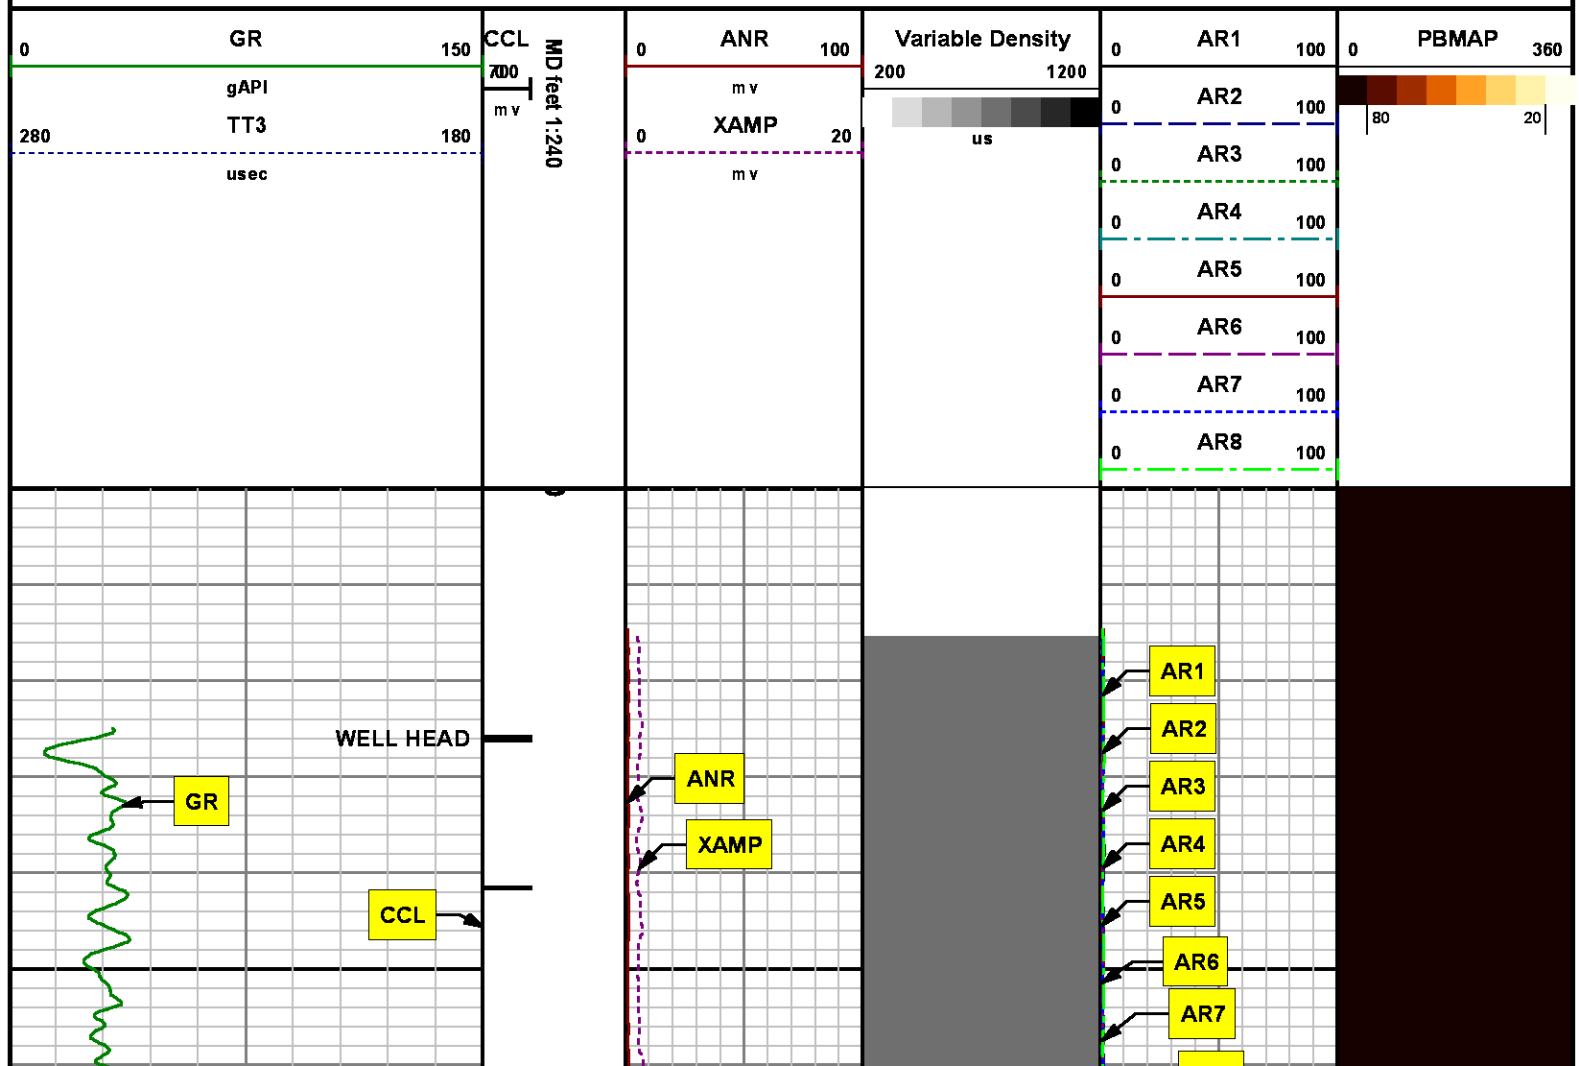 GR
0 150
gAPI
TT3
280 180
usec
CCL
700
mv
MD feet 1:240
ANR
0 100
mv
XAMP
0 20
mv
Variable Density
200 1200
us
AR1
0 100
AR2
0 100
AR3
0 100
AR4
0 100
AR5
0 100
AR6
0 100
AR7
0 100
AR8
0 100
PBMAP
0 360
80 20
WELL HEAD
GR
CCL
ANR
XAMP
AR1
AR2
AR3
AR4
AR5
AR6
AR7